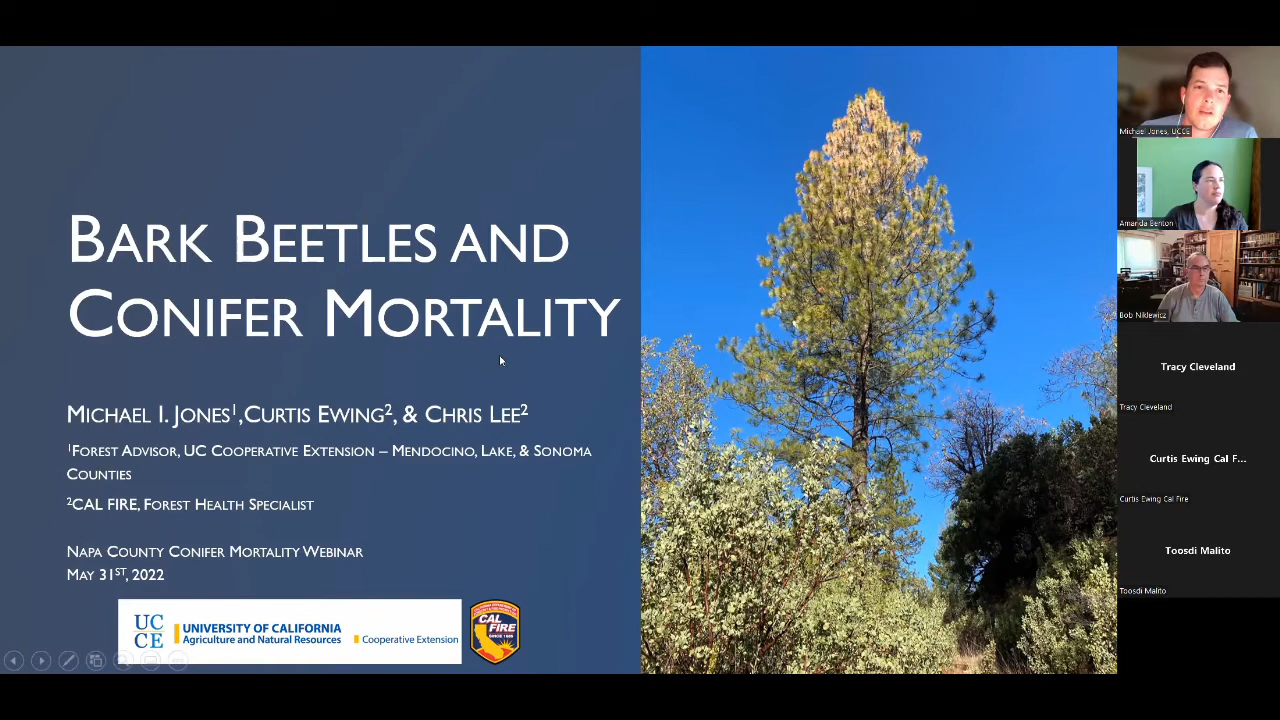 BARK BEETLES AND
CONIFER MORTALITY
MICHAEL I. JONES¹,CURTIS EWING², & CHRIS LEE²
¹FOREST ADVISOR, UC COOPERATIVE EXTENSION – MENDOCINO, LAKE, & SONOMA
COUNTIES
²CAL FIRE, FOREST HEALTH SPECIALIST
NAPA COUNTY CONIFER MORTALITY WEBINAR
MAY 31ST, 2022
UC
CE
UNIVERSITY OF CALIFORNIA
Agriculture and Natural Resources
Cooperative Extension
CAL
FIRE
SINCE 1885
Michael Jones, UCCE
Amanda Benton
Bob Niklewicz
Tracy Cleveland
Tracy Cleveland
Curtis Ewing Cal F...
Curtis Ewing Cal Fire
Toosdi Malito
Toosdi Malito